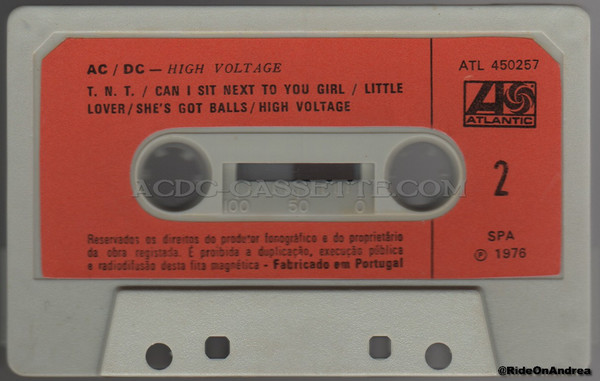 AC / DC — HIGH VOLTAGE
ATL 450257
T. N. T. / CAN I SIT NEXT TO YOU GIRL / LITTLE
LOVER / SHE'S GOT BALLS / HIGH VOLTAGE
ATLANTIC
ACDC-CASSETTE.COM
100 50 0
2
Reservados os direitos do produtor fonográfico e do proprietário
da obra registada. É proibida a duplicação, execução pública
e radiodifusão desta fita magnética - Fabricado em Portugal
SPA
℗ 1976
@RideOnAndrea